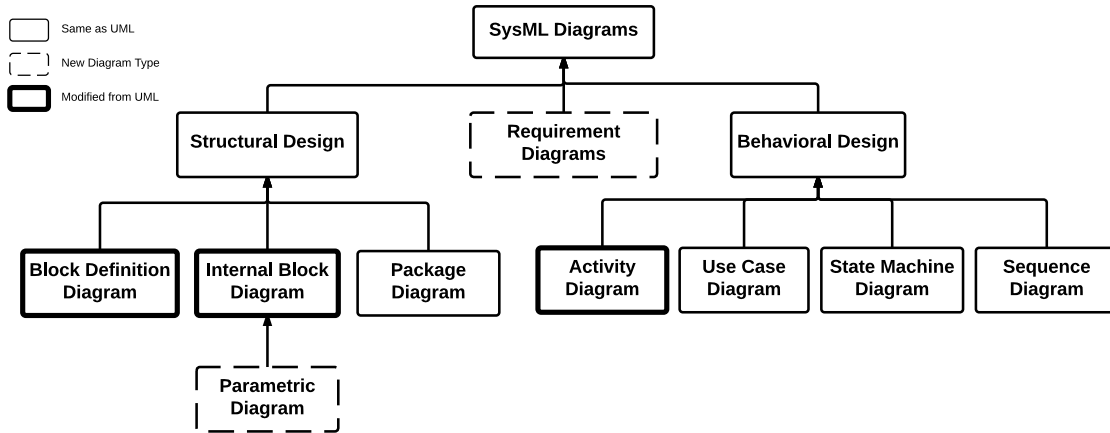 Same as UML
New Diagram Type
Modified from UML
SysML Diagrams
Structural Design
Requirement
Diagrams
Behavioral Design
Block Definition
Diagram
Internal Block
Diagram
Package
Diagram
Activity
Diagram
Use Case
Diagram
State Machine
Diagram
Sequence
Diagram
Parametric
Diagram